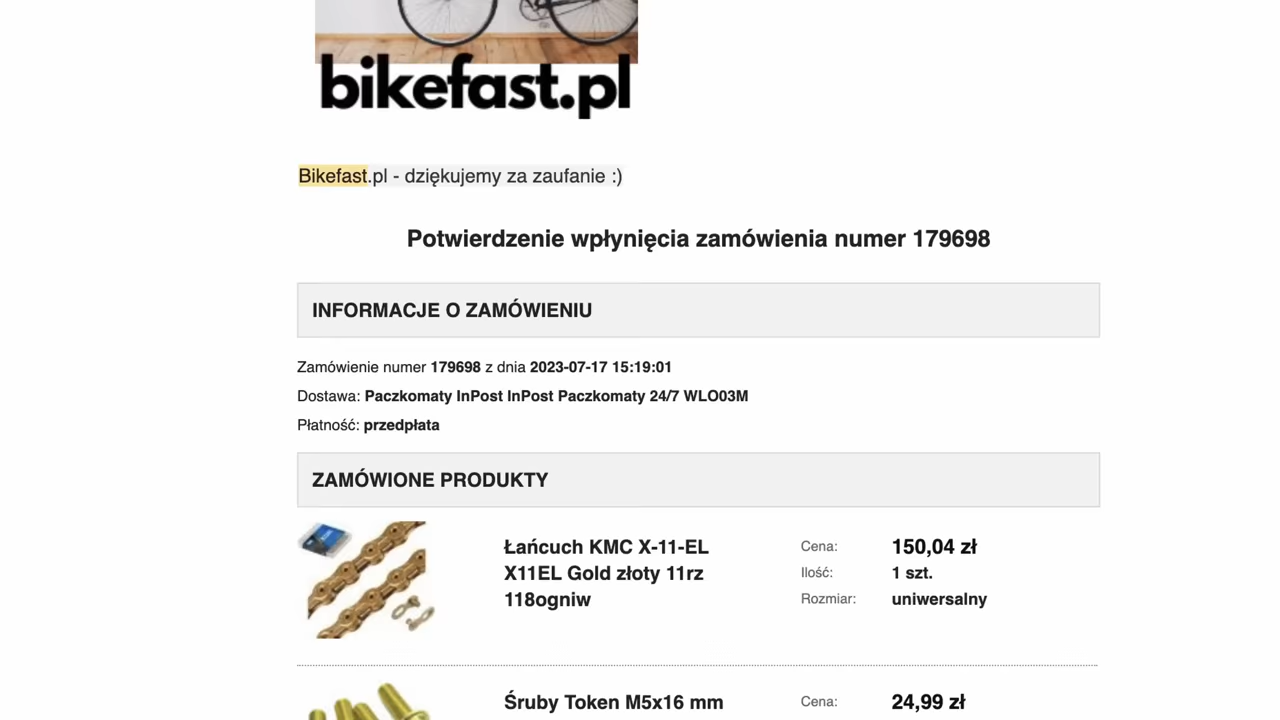 bikefast.pl
Bikefast.pl - dziękujemy za zaufanie :)
Potwierdzenie wpłynięcia zamówienia numer 179698
INFORMACJE O ZAMÓWIENIU
Zamówienie numer 179698 z dnia 2023-07-17 15:19:01
Dostawa: Paczkomaty InPost InPost Paczkomaty 24/7 WLO03M
Płatność: przedpłata
ZAMÓWIONE PRODUKTY
Łańcuch KMC X-11-EL
X11EL Gold złoty 11rz
118ogniw
Cena: 150,04 zł
Ilość: 1 szt.
Rozmiar: uniwersalny
Śruby Token M5x16 mm
Cena: 24,99 zł